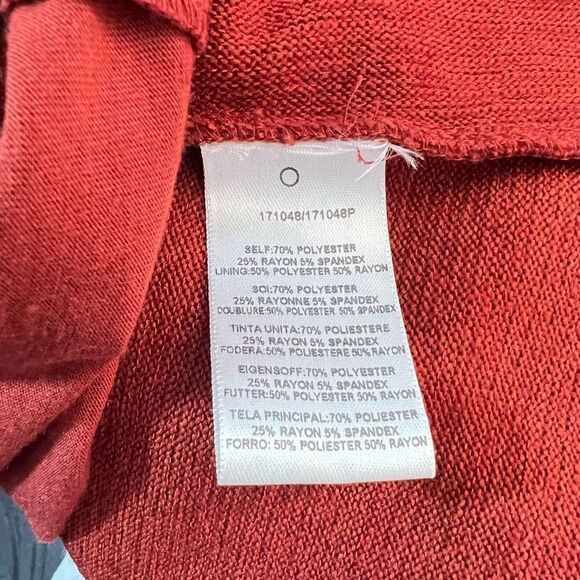 171048/171048P
SELF:70% POLYESTER
25% RAYON 5% SPANDEX
LINING:50% POLYESTER 50% RAYON
SOI:70% POLYESTER
25% RAYONNE 5% SPANDEX
DOUBLURE:50% POLYESTER 50% RAYON
TINTA UNITA:70% POLIESTERE
25% RAYON 5% SPANDEX
FODERA:50% POLIESTERE 50%RAYON
EIGENSOFF:70% POLYESTER
25% RAYON 5% SPANDEX
FUTTER:50% POLYESTER 50% RAYON
TELA PRINCIPAL:70% POLIESTER
25% RAYON 5% SPANDEX
FORRO: 50% POLIESTER 50% RAYON